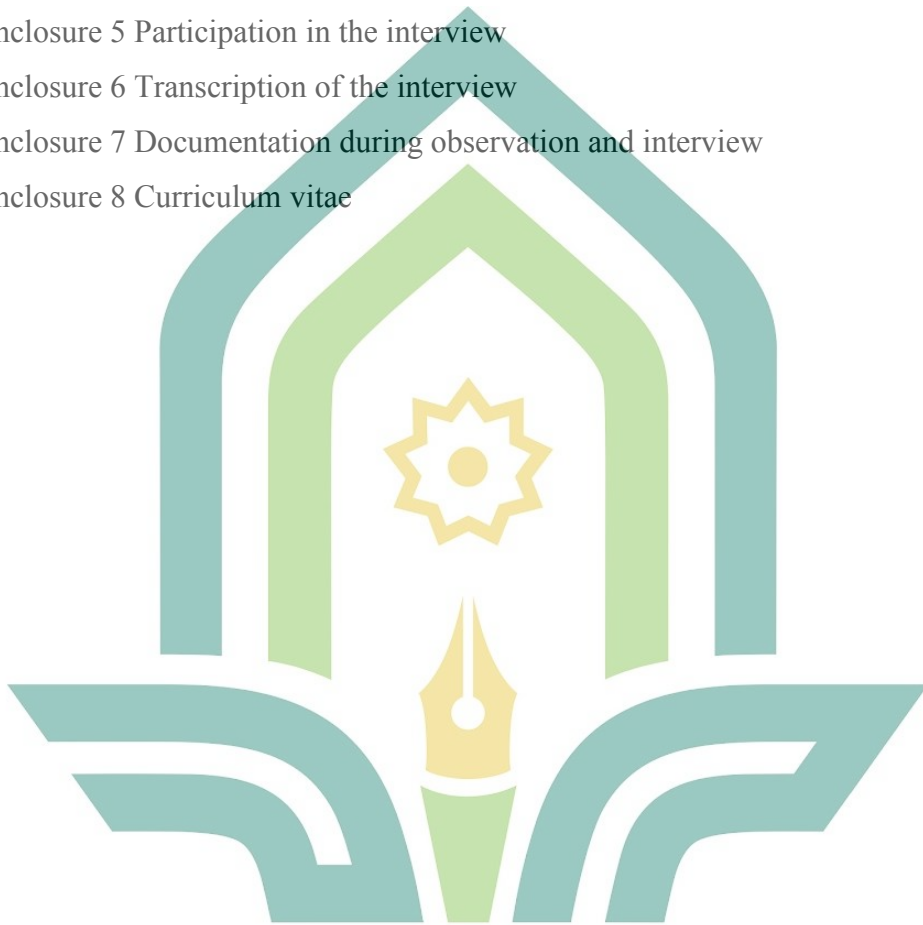 nclosure 5 Participation in the interview
nclosure 6 Transcription of the interview
nclosure 7 Documentation during observation and interview
nclosure 8 Curriculum vitae